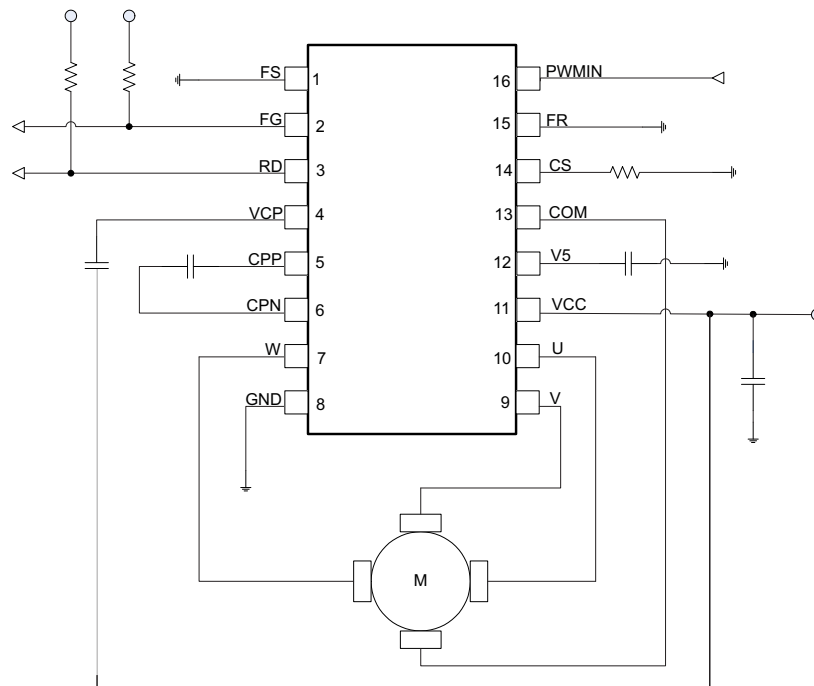 FS 1 16 PWMIN
FG 2 15 FR
RD 3 14 CS
VCP 4 13 COM
CPP 5 12 V5
CPN 6 11 VCC
W 7 10 U
GND 8 9 V
M